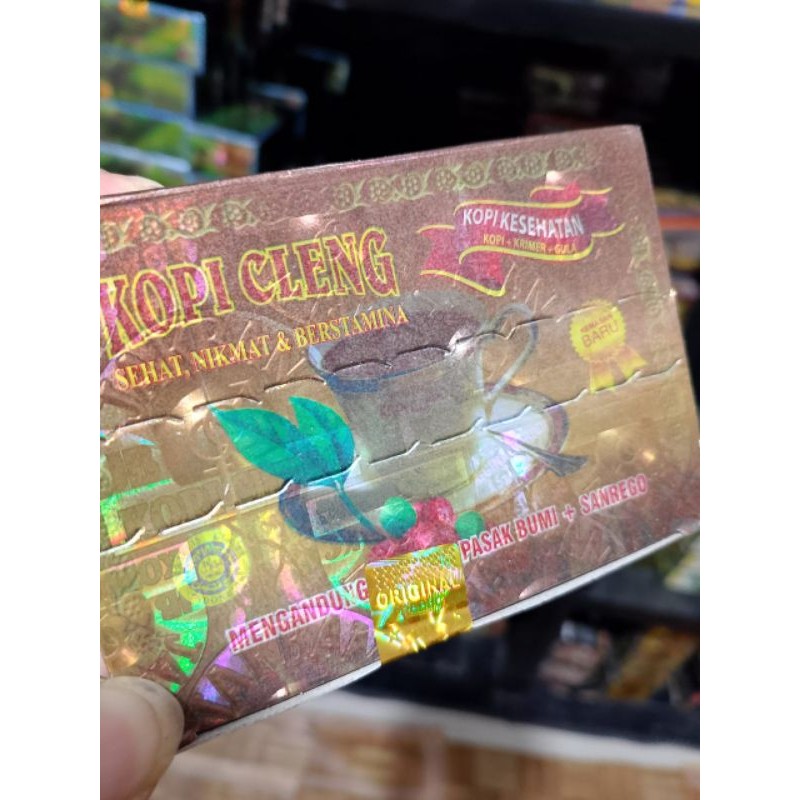 KOPI CLENG
SEHAT, NIKMAT & BERSTAMINA
KOPI KESEHATAN
KOPI + KRIMER + GULA
BARU
MENGANDUNG PASAK BUMI + SANREGO
ORIGINAL